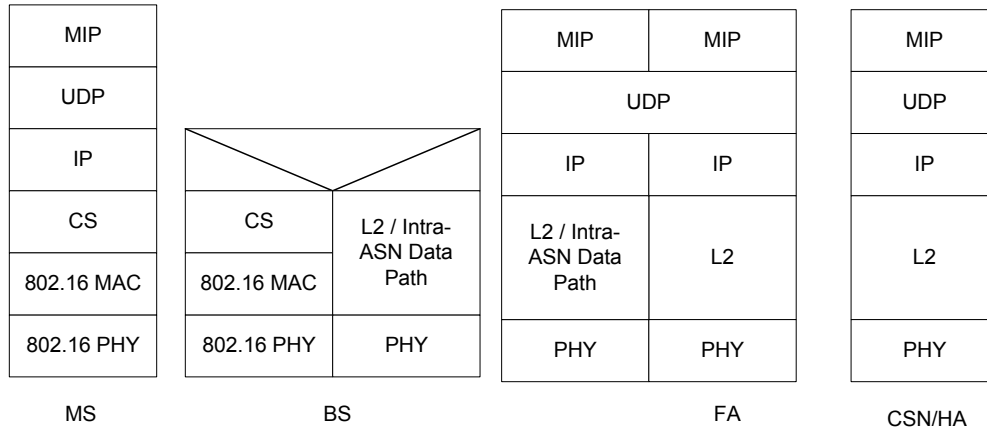 MIP
UDP
IP
CS
802.16 MAC
802.16 PHY
MS
CS
802.16 MAC
802.16 PHY
L2 / Intra-
ASN Data
Path
PHY
BS
MIP
MIP
UDP
IP
IP
L2 / Intra-
ASN Data
Path
L2
PHY
PHY
FA
MIP
UDP
IP
L2
PHY
CSN/HA